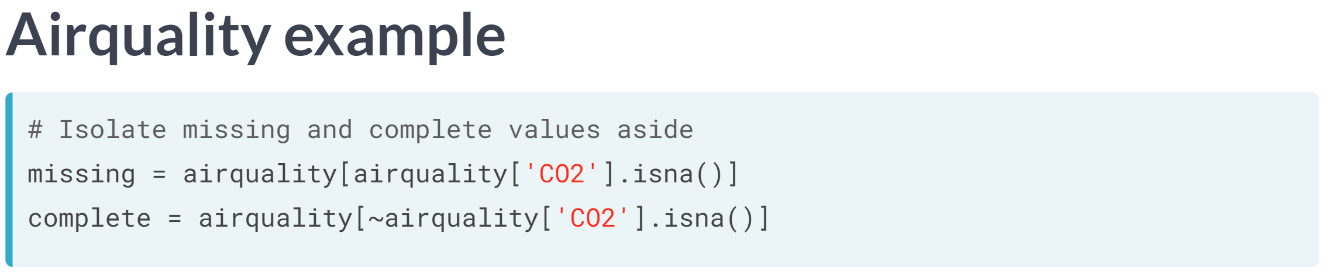 Airquality example
# Isolate missing and complete values aside
missing = airquality[airquality['CO2'].isna()]
complete = airquality[~airquality['CO2'].isna()]